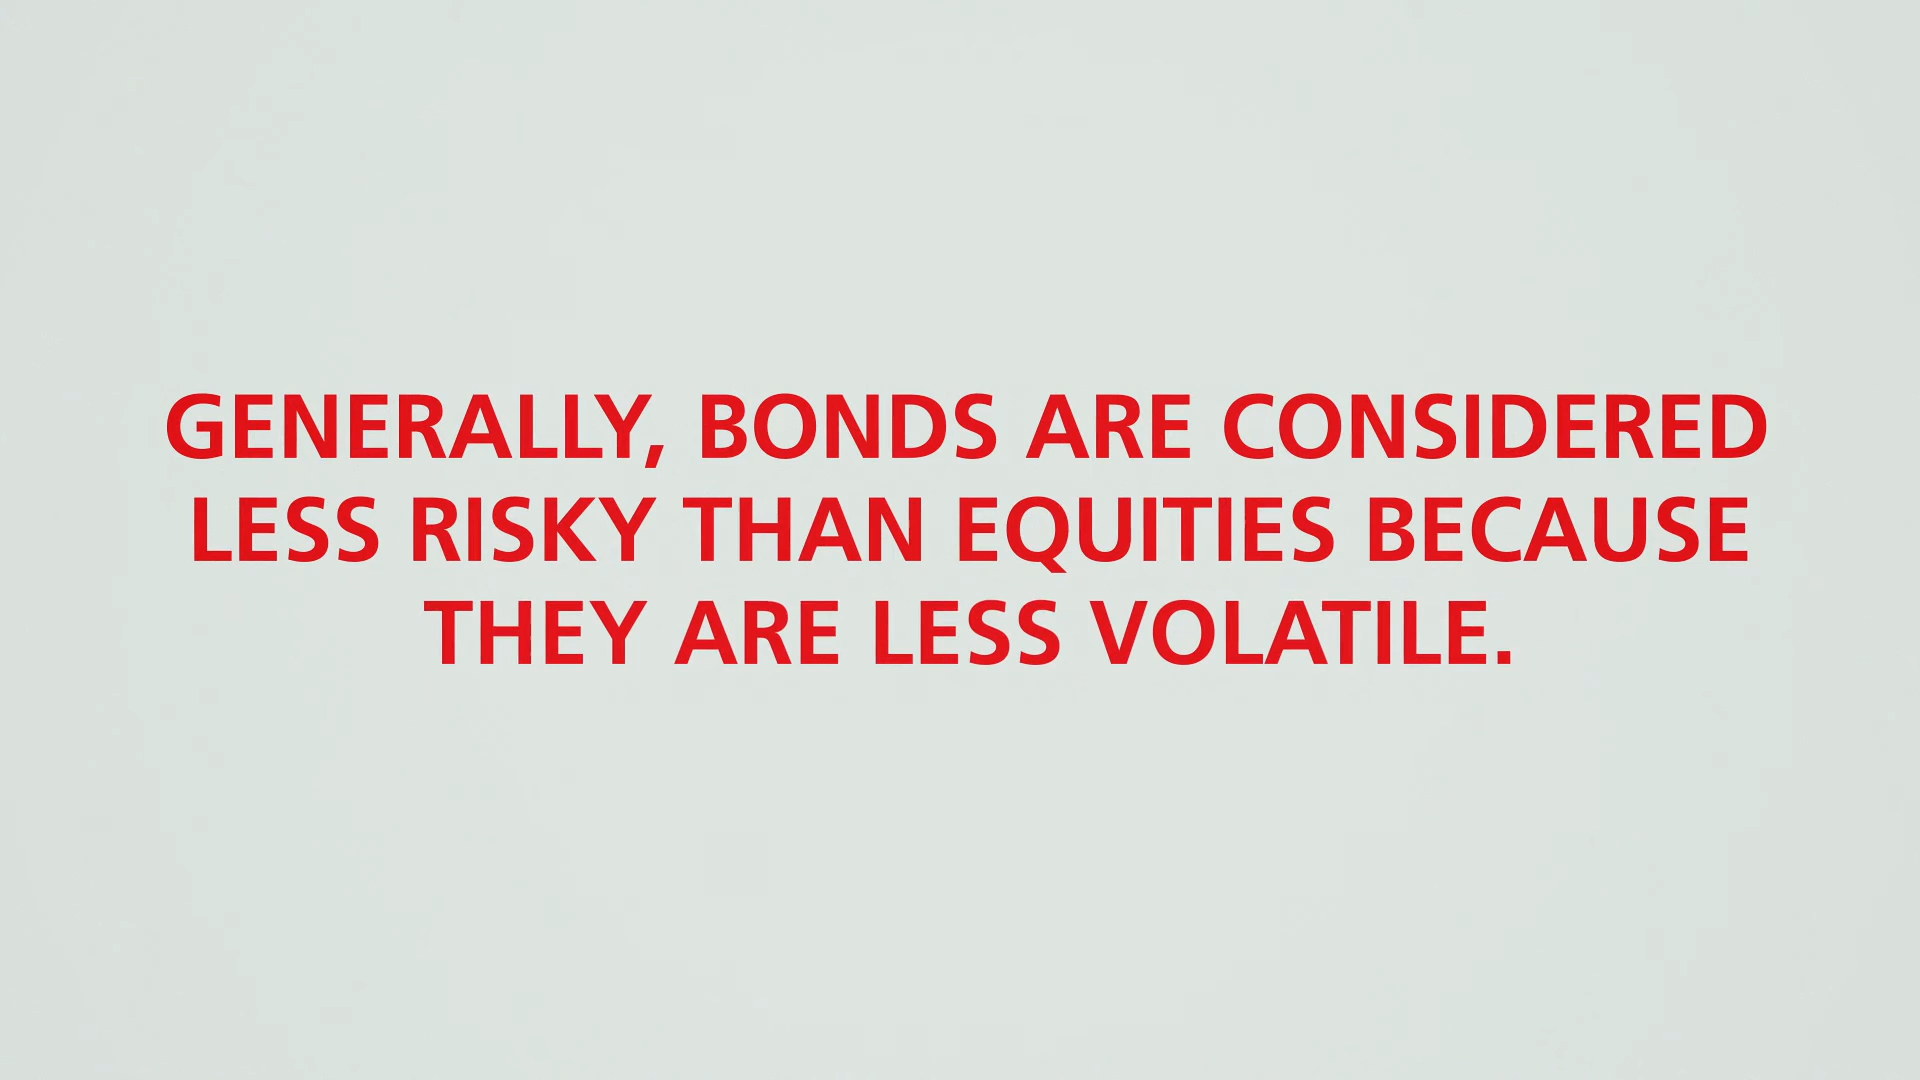 GENERALLY, BONDS ARE CONSIDERED
LESS RISKY THAN EQUITIES BECAUSE
THEY ARE LESS VOLATILE.